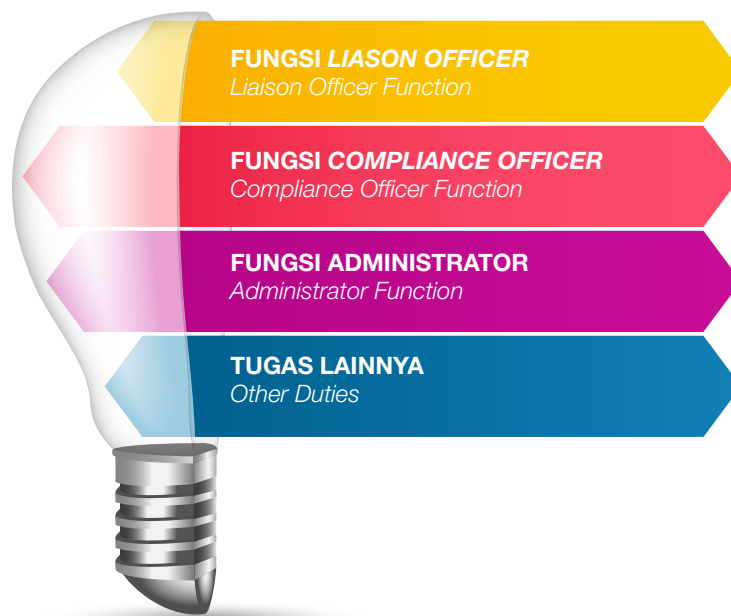 FUNGSI LIASON OFFICER
Liaison Officer Function
FUNGSI COMPLIANCE OFFICER
Compliance Officer Function
FUNGSI ADMINISTRATOR
Administrator Function
TUGAS LAINNYA
Other Duties